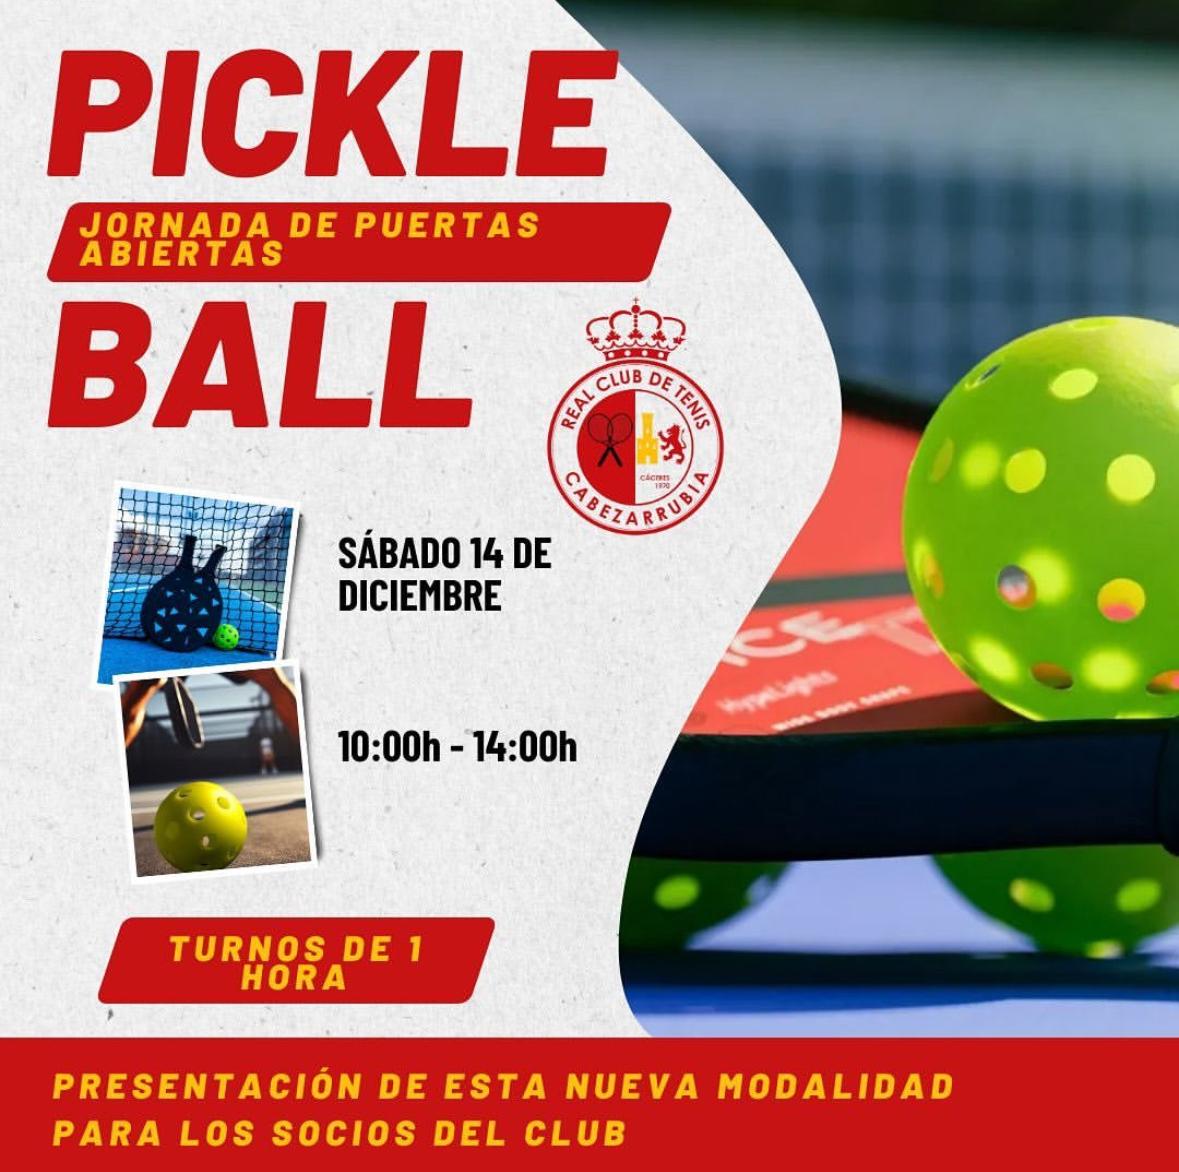 PICKLE
JORNADA DE PUERTAS
ABIERTAS
BALL
REAL CLUB DE TENIS
CÁCERES
1970
CABEZARRUBIA
SÁBADO 14 DE
DICIEMBRE
10:00h - 14:00h
TURNOS DE 1
HORA
PRESENTACIÓN DE ESTA NUEVA MODALIDAD
PARA LOS SOCIOS DEL CLUB